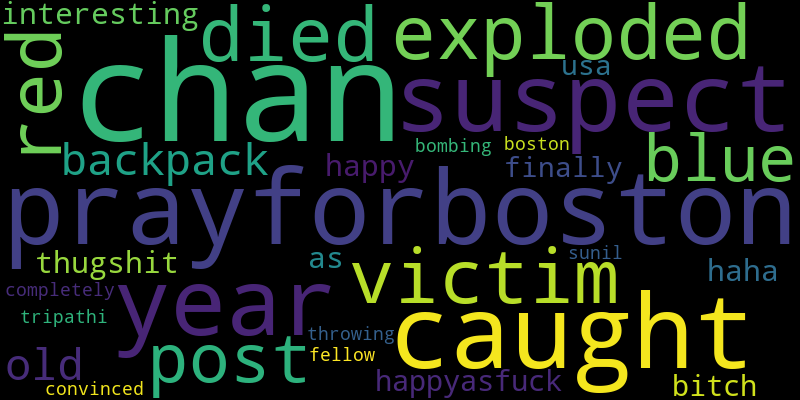 interesting
died
exploded
red
chan
usa
suspect
bombing
boston
backpack
happy
finally
blue
prayforboston
thugshit
as
victim
sunil
haha
completely
year
tripathi
throwing
caught
post
fellow
old
convinced
happyasfuck
bitch